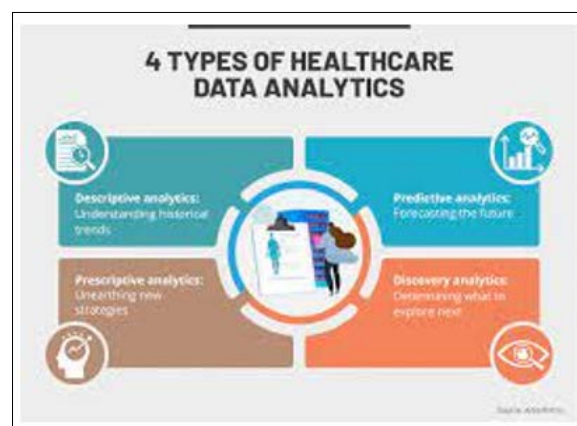 4 TYPES OF HEALTHCARE
DATA ANALYTICS
Descriptive analytics:
Understanding historical
trends
Predictive analytics:
Forecasting the future
Prescriptive analytics:
Unearthing new
strategies
Discovery analytics:
Determining what to
explore next